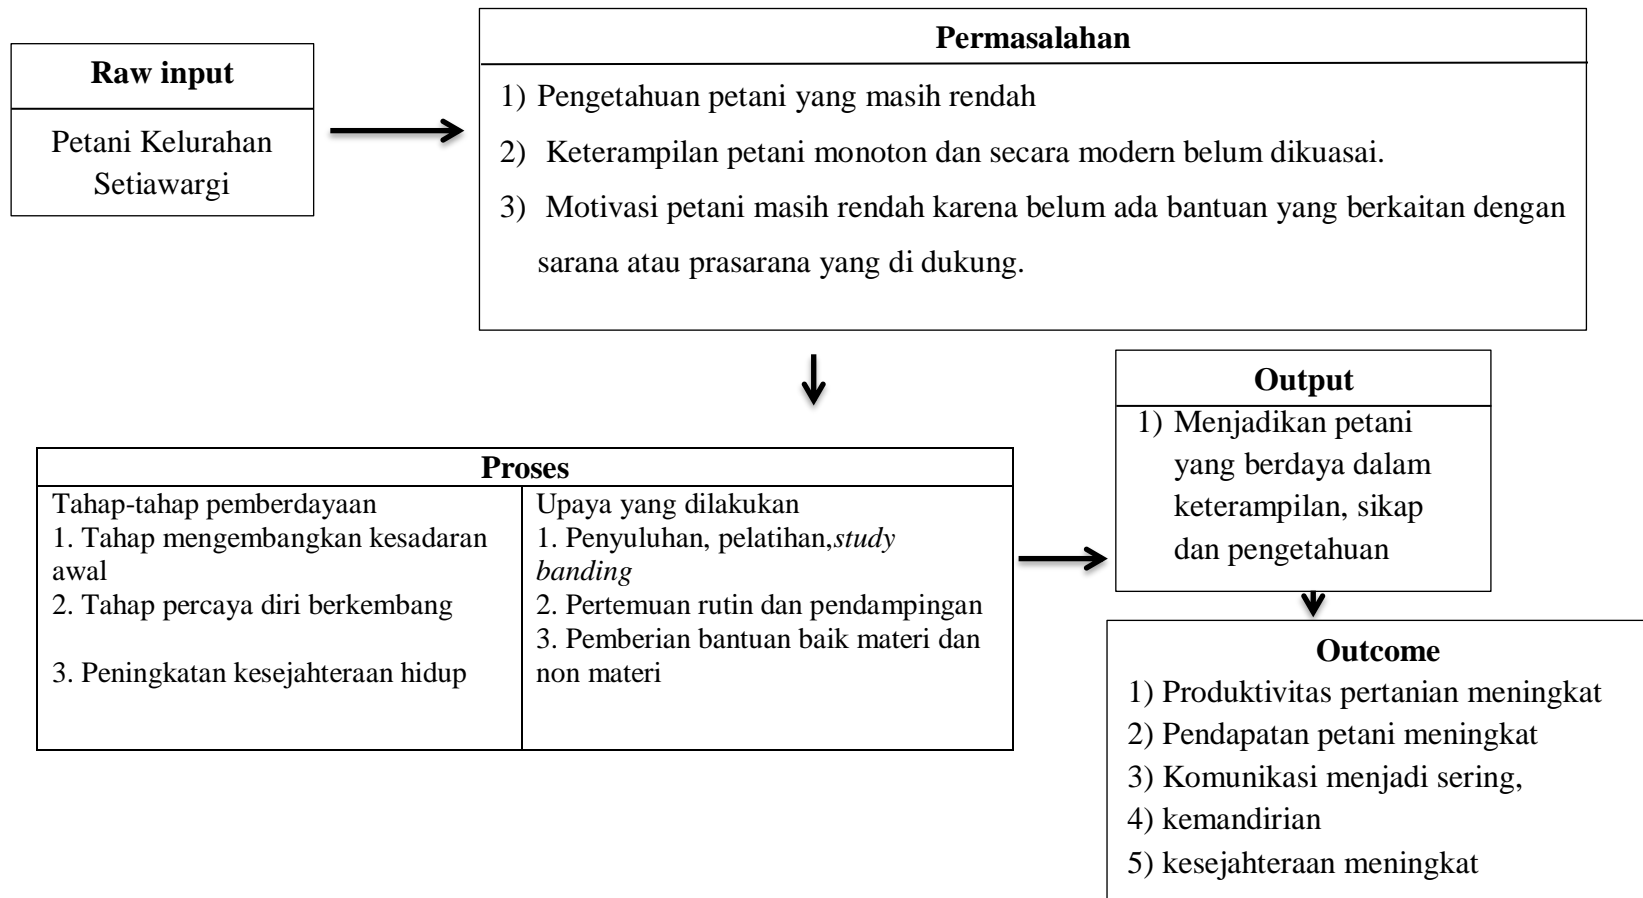 Raw input
Petani Kelurahan
Setiawargi
Permasalahan
1) Pengetahuan petani yang masih rendah
2) Keterampilan petani monoton dan secara modern belum dikuasai.
3) Motivasi petani masih rendah karena belum ada bantuan yang berkaitan dengan
sarana atau prasarana yang di dukung.
Proses
Tahap-tahap pemberdayaan
1. Tahap mengembangkan kesadaran
awal
2. Tahap percaya diri berkembang
3. Peningkatan kesejahteraan hidup
Upaya yang dilakukan
1. Penyuluhan, pelatihan,study
banding
2. Pertemuan rutin dan pendampingan
3. Pemberian bantuan baik materi dan
non materi
Output
1) Menjadikan petani
yang berdaya dalam
keterampilan, sikap
dan pengetahuan
Outcome
1) Produktivitas pertanian meningkat
2) Pendapatan petani meningkat
3) Komunikasi menjadi sering,
4) kemandirian
5) kesejahteraan meningkat